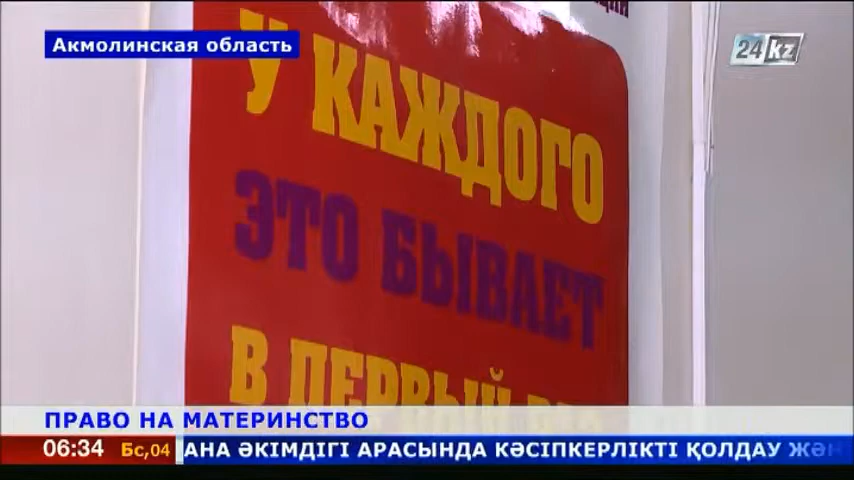 Акмолинская область
24kz
У КАЖДОГО
ЭТО БЫВАЕТ
В ПЕРВЫЙ
ПРАВО НА МАТЕРИНСТВО
06:34 Бс,04 АНА ӘКІМДІГІ АРАСЫНДА КӘСІПКЕРЛІКТІ ҚОЛДАУ ЖӘН